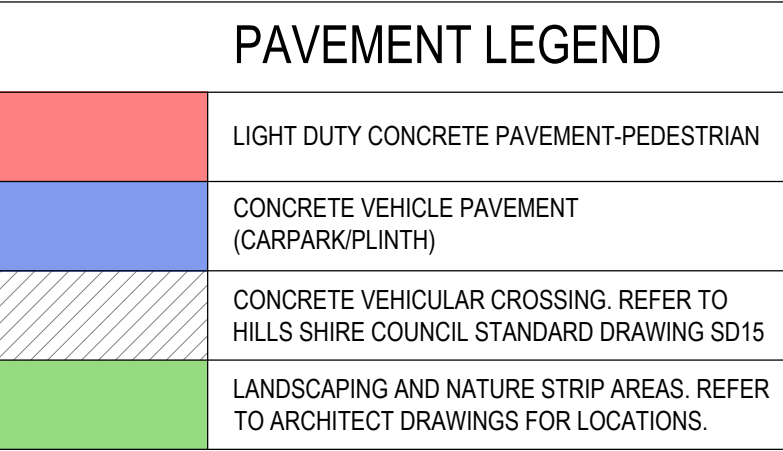 PAVEMENT LEGEND
LIGHT DUTY CONCRETE PAVEMENT-PEDESTRIAN
CONCRETE VEHICLE PAVEMENT
(CARPARK/PLINTH)
CONCRETE VEHICULAR CROSSING. REFER TO
HILLS SHIRE COUNCIL STANDARD DRAWING SD15
LANDSCAPING AND NATURE STRIP AREAS. REFER
TO ARCHITECT DRAWINGS FOR LOCATIONS.